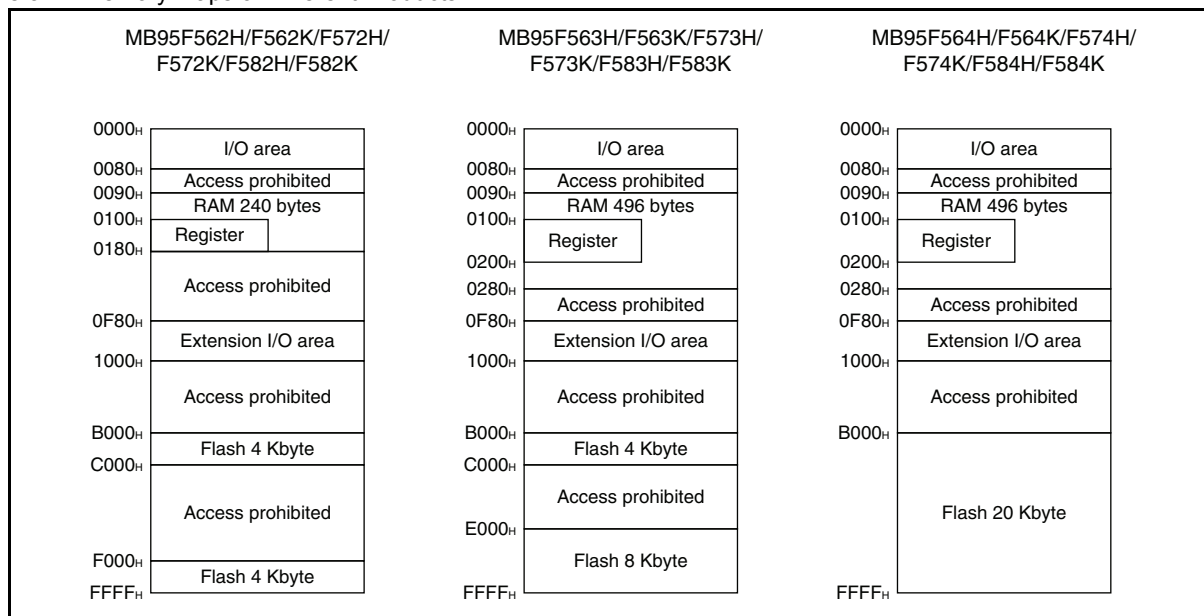 MB95F562H/F562K/F572H/
F572K/F582H/F582K
0000H
I/O area
0080H
Access prohibited
0090H
RAM 240 bytes
0100H
Register
0180H
Access prohibited
0F80H
Extension I/O area
1000H
Access prohibited
B000H
Flash 4 Kbyte
C000H
Access prohibited
F000H
Flash 4 Kbyte
FFFFH
MB95F563H/F563K/F573H/
F573K/F583H/F583K
0000H
I/O area
0080H
Access prohibited
0090H
RAM 496 bytes
0100H
Register
0200H
0280H
Access prohibited
0F80H
Extension I/O area
1000H
Access prohibited
B000H
Flash 4 Kbyte
C000H
Access prohibited
E000H
Flash 8 Kbyte
FFFFH
MB95F564H/F564K/F574H/
F574K/F584H/F584K
0000H
I/O area
0080H
Access prohibited
0090H
RAM 496 bytes
0100H
Register
0200H
0280H
Access prohibited
0F80H
Extension I/O area
1000H
Access prohibited
B000H
Flash 20 Kbyte
FFFFH